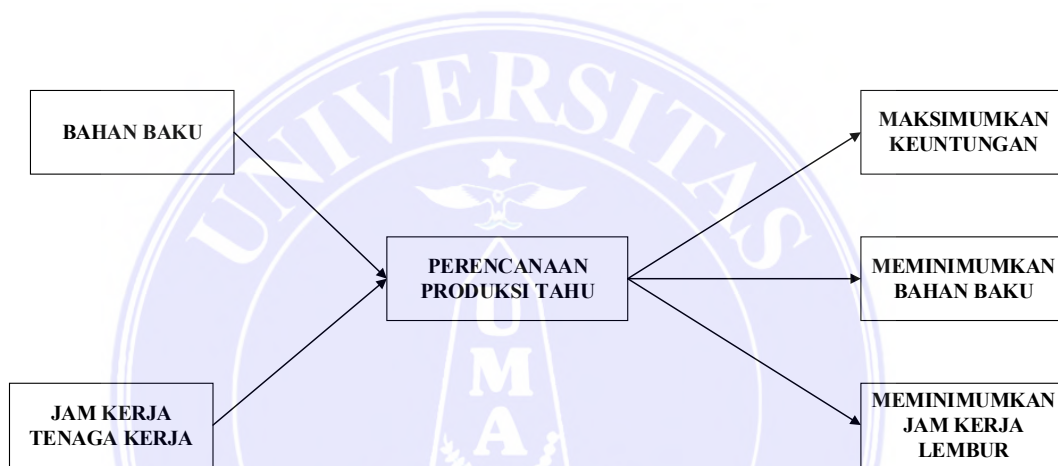 UNIVERSITAS
BAHAN BAKU
JAM KERJA
TENAGA KERJA
PERENCANAAN
PRODUKSI TAHU
MAKSIMUMKAN
KEUNTUNGAN
MEMINIMUMKAN
BAHAN BAKU
MEMINIMUMKAN
JAM KERJA
LEMBUR
UMA